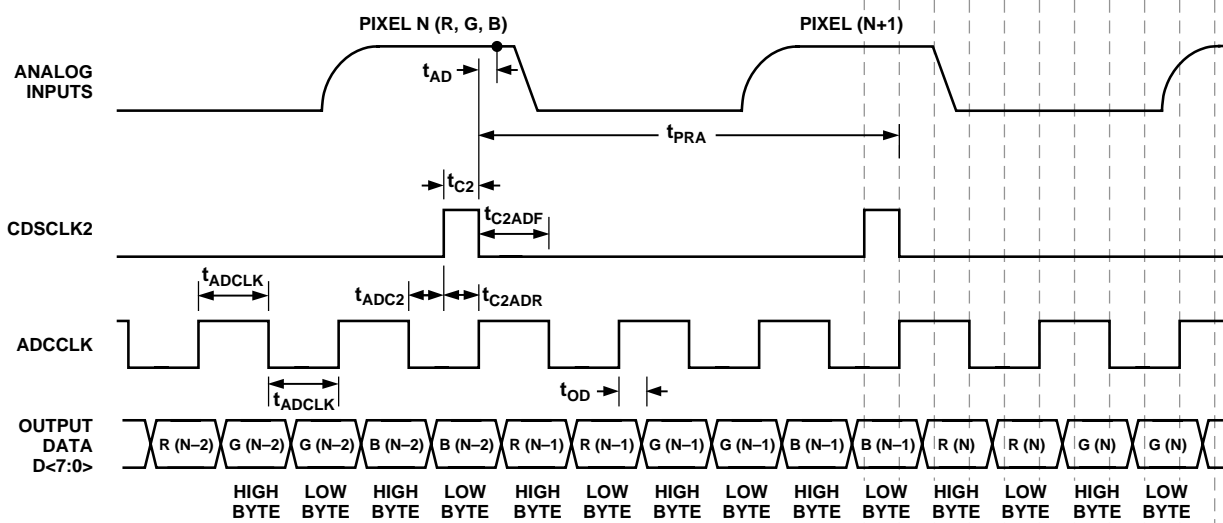 PIXEL N (R, G, B)
PIXEL (N+1)
ANALOG
INPUTS
tAD
tPRA
tC2
CDSCLK2
tC2ADF
tADCLK
tADC2
tC2ADR
ADCCLK
tADCLK
tOD
OUTPUT
DATA
D<7:0>
R (N–2)
G (N–2)
G (N–2)
B (N–2)
B (N–2)
R (N–1)
R (N–1)
G (N–1)
G (N–1)
B (N–1)
B (N–1)
R (N)
R (N)
G (N)
G (N)
HIGH
BYTE
LOW
BYTE
HIGH
BYTE
LOW
BYTE
HIGH
BYTE
LOW
BYTE
HIGH
BYTE
LOW
BYTE
HIGH
BYTE
LOW
BYTE
HIGH
BYTE
LOW
BYTE
HIGH
BYTE
LOW
BYTE